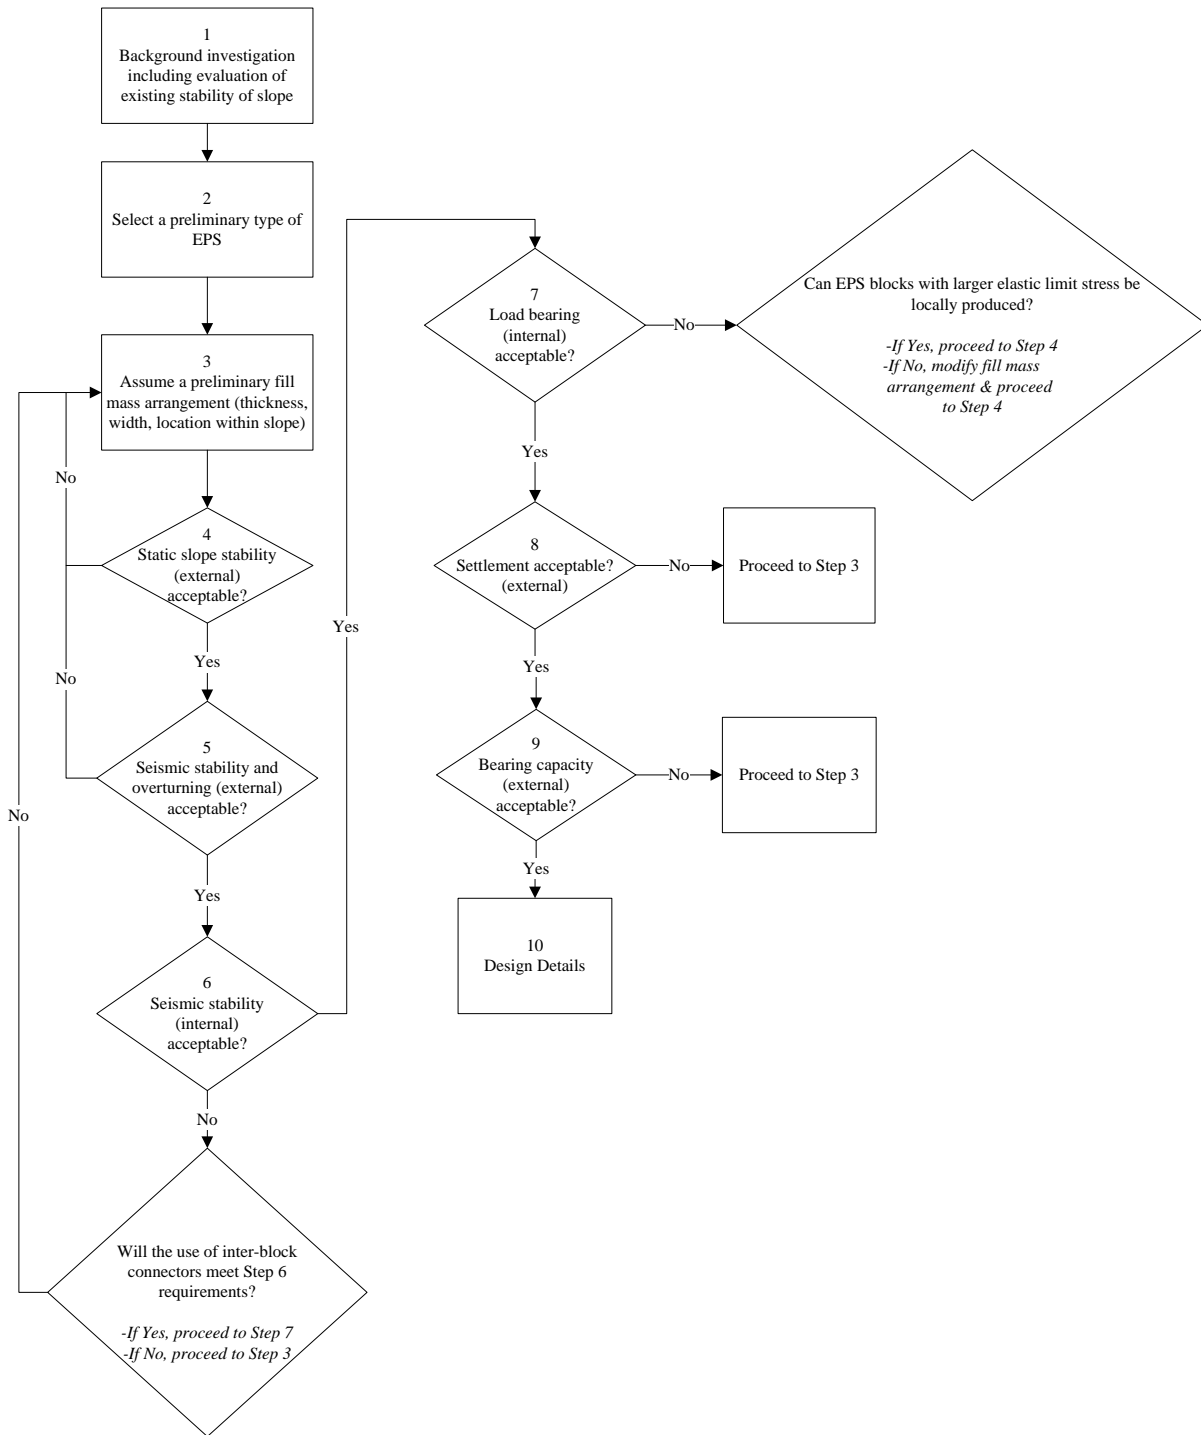 1
Background investigation
including evaluation of
existing stability of slope
2
Select a preliminary type of
EPS
3
Assume a preliminary fill
mass arrangement (thickness,
width, location within slope)
No
4
Static slope stability
(external)
acceptable?
Yes
No
5
Seismic stability and
overturning (external)
acceptable?
No
Yes
6
Seismic stability
(internal)
acceptable?
Yes
No
Will the use of inter-block
connectors meet Step 6
requirements?
-If Yes, proceed to Step 7
-If No, proceed to Step 3
7
Load bearing
(internal)
acceptable?
No
Can EPS blocks with larger elastic limit stress be
locally produced?
-If Yes, proceed to Step 4
-If No, modify fill mass
arrangement & proceed
to Step 4
Yes
8
Settlement acceptable?
(external)
No
Proceed to Step 3
Yes
9
Bearing capacity
(external)
acceptable?
No
Proceed to Step 3
Yes
10
Design Details